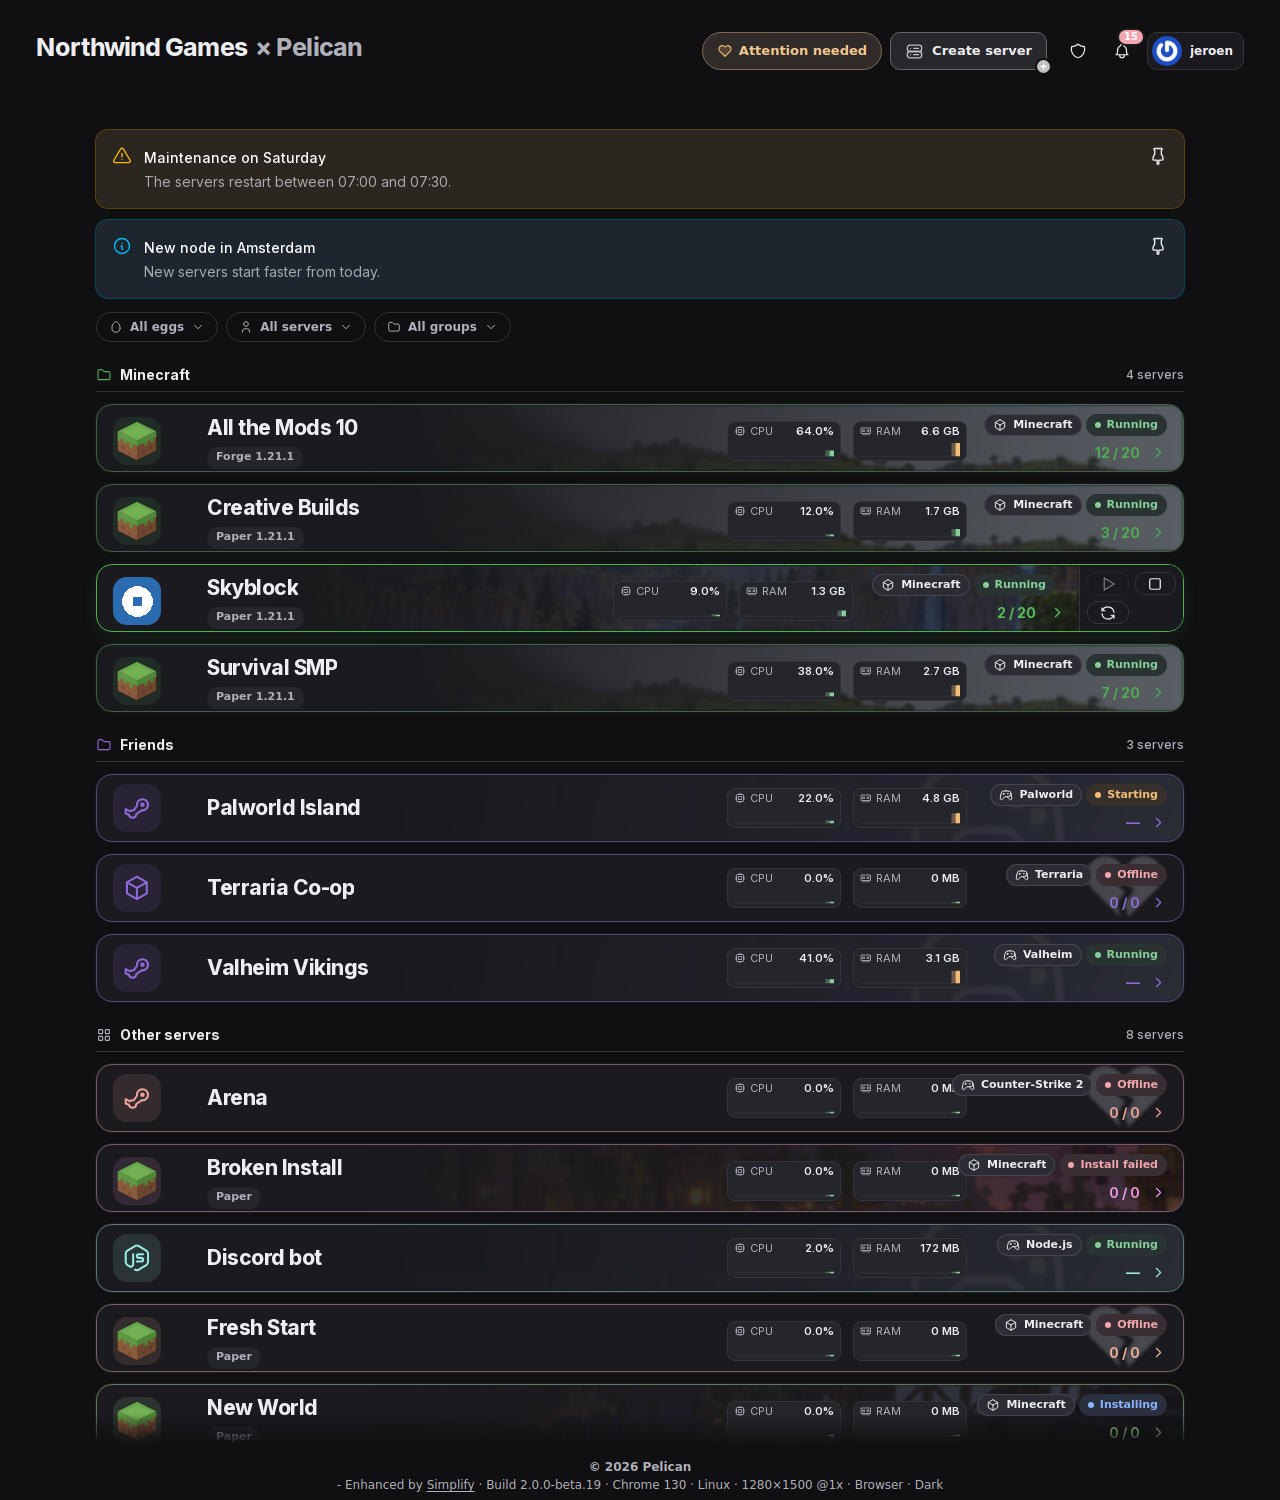 Northwind Games × Pelican
Attention needed
Create server
15
jeroen
Maintenance on Saturday
The servers restart between 07:00 and 07:30.
New node in Amsterdam
New servers start faster from today.
All eggs
All servers
All groups
Minecraft
4 servers
All the Mods 10
Forge 1.21.1
CPU 64.0%
RAM 6.6 GB
Minecraft
Running
12 / 20
Creative Builds
Paper 1.21.1
CPU 12.0%
RAM 1.7 GB
Minecraft
Running
3 / 20
Skyblock
Paper 1.21.1
CPU 9.0%
RAM 1.3 GB
Minecraft
Running
2 / 20
Survival SMP
Paper 1.21.1
CPU 38.0%
RAM 2.7 GB
Minecraft
Running
7 / 20
Friends
3 servers
Palworld Island
CPU 22.0%
RAM 4.8 GB
Palworld
Starting
—
Terraria Co-op
CPU 0.0%
RAM 0 MB
Terraria
Offline
0 / 0
Valheim Vikings
CPU 41.0%
RAM 3.1 GB
Valheim
Running
—
Other servers
8 servers
Arena
CPU 0.0%
RAM 0 M
Counter-Strike 2
Offline
0 / 0
Broken Install
Paper
CPU 0.0%
RAM 0 MB
Minecraft
Install failed
0 / 0
Discord bot
CPU 2.0%
RAM 172 MB
Node.js
Running
—
Fresh Start
Paper
CPU 0.0%
RAM 0 MB
Minecraft
Offline
0 / 0
New World
Paper
CPU 0.0%
RAM 0 MB
Minecraft
Installing
0 / 0
© 2026 Pelican
- Enhanced by Simplify · Build 2.0.0-beta.19 · Chrome 130 · Linux · 1280×1500 @1x · Browser · Dark